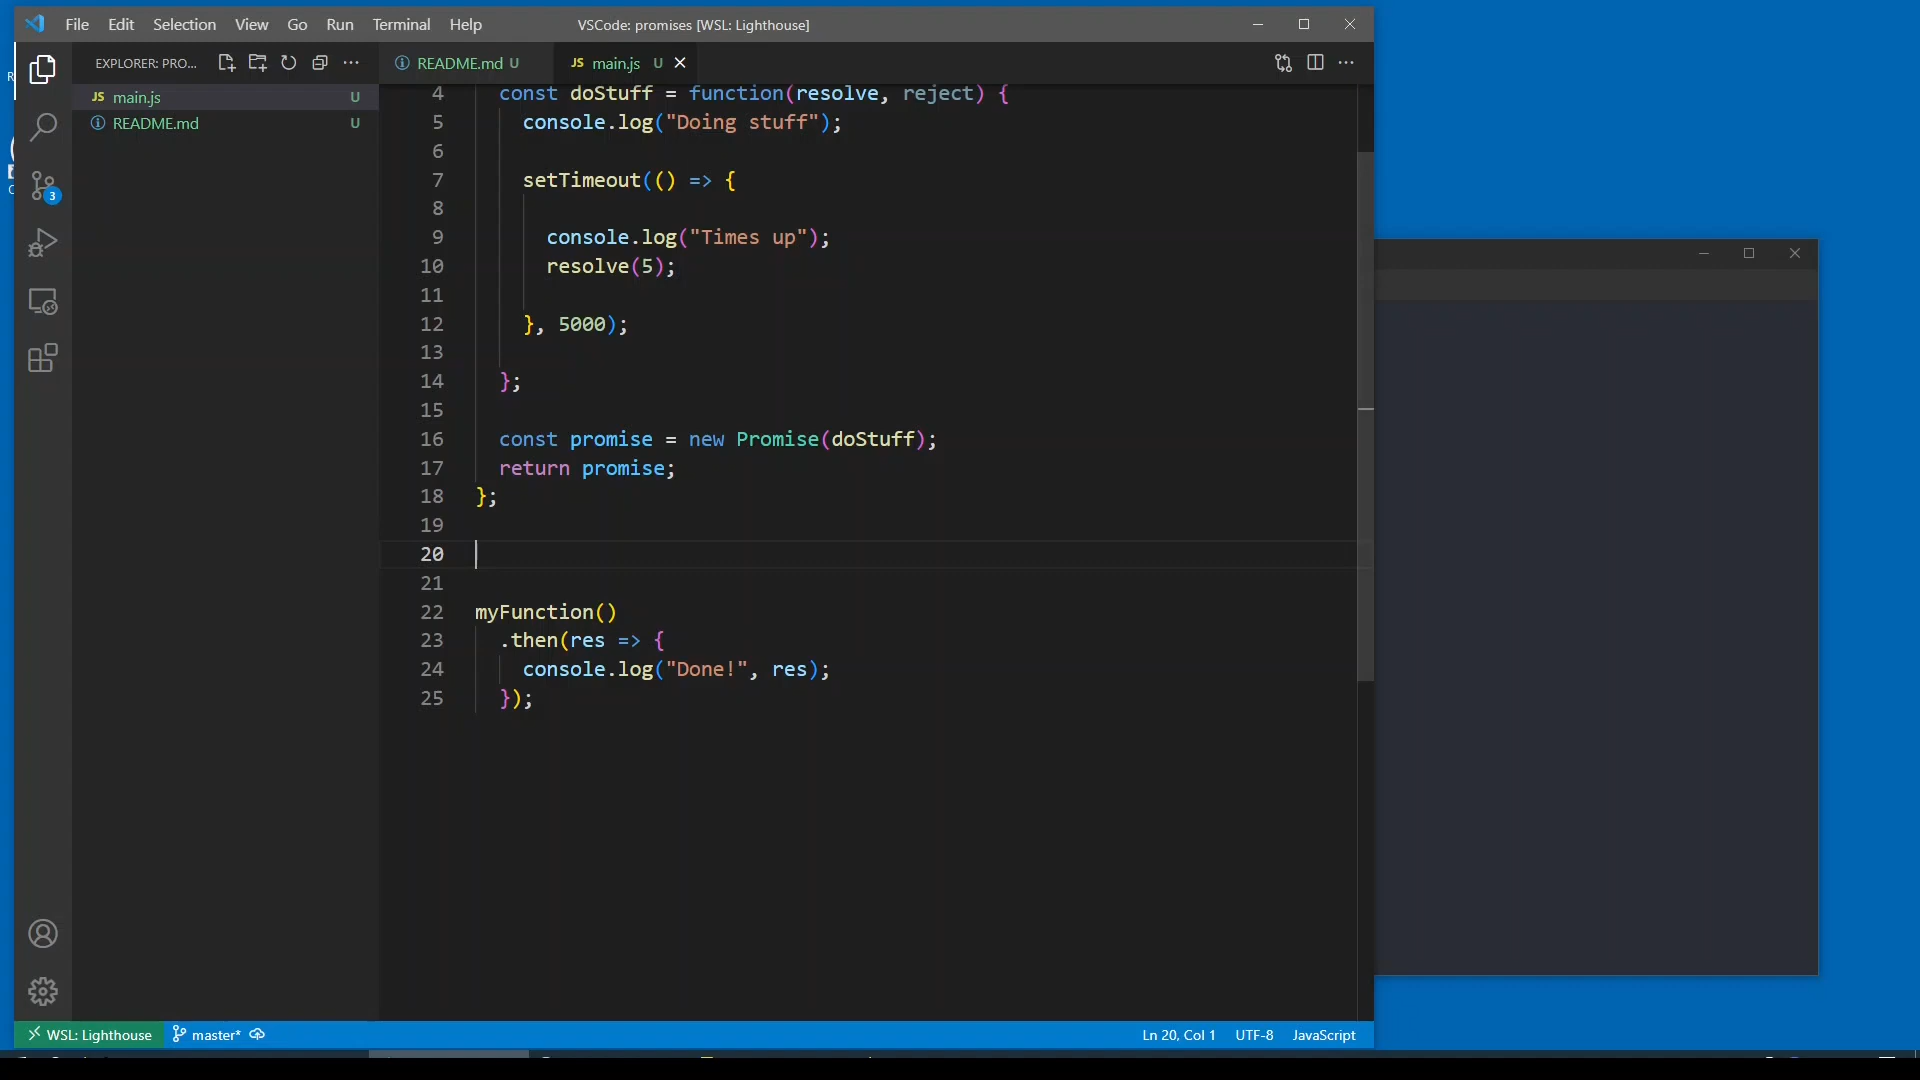 File Edit Selection View Go Run Terminal Help
VSCode: promises [WSL: Lighthouse]
EXPLORER: PRO...
README.md U
JS main.js U
JS main.js U
README.md U
3
4 const doStuff = function(resolve, reject) {
5 console.log("Doing stuff");
6
7 setTimeout(() => {
8
9 console.log("Times up");
10 resolve(5);
11
12 }, 5000);
13
14 };
15
16 const promise = new Promise(doStuff);
17 return promise;
18 };
19
20
21
22 myFunction()
23 .then(res => {
24 console.log("Done!", res);
25 });
WSL: Lighthouse master*
Ln 20, Col 1 UTF-8 JavaScript